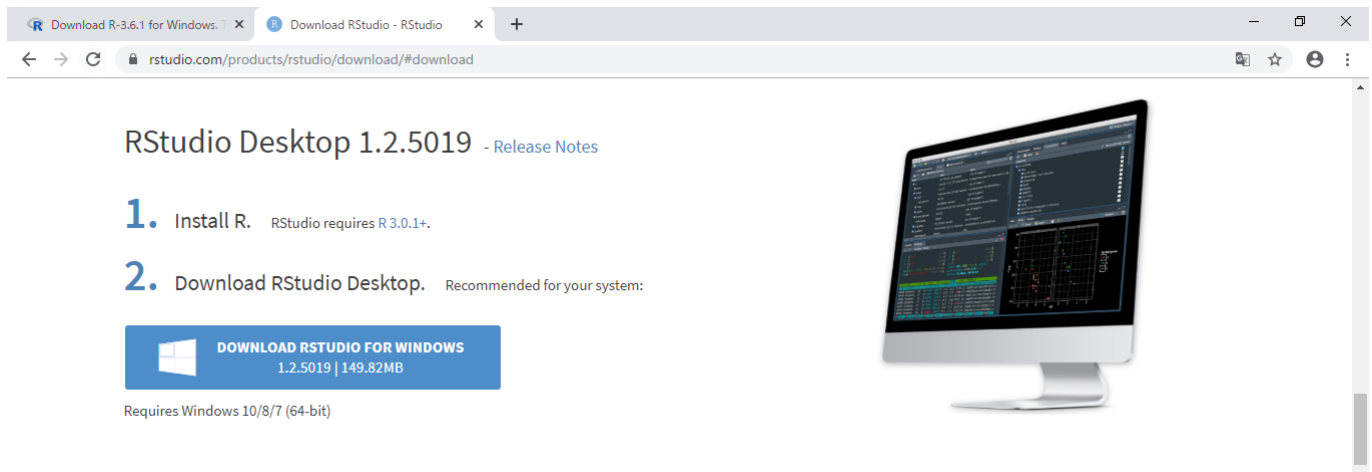 Download R-3.6.1 for Windows. T
Download RStudio - RStudio
rstudio.com/products/rstudio/download/#download
RStudio Desktop 1.2.5019 - Release Notes
1. Install R. RStudio requires R 3.0.1+.
2. Download RStudio Desktop. Recommended for your system:
DOWNLOAD RSTUDIO FOR WINDOWS
1.2.5019 | 149.82MB
Requires Windows 10/8/7 (64-bit)